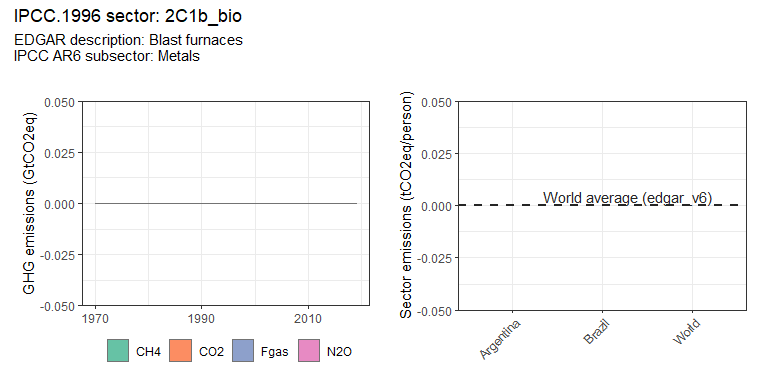 IPCC.1996 sector: 2C1b_bio
EDGAR description: Blast furnaces
IPCC AR6 subsector: Metals
GHG emissions (GtCO2eq)
0.050
0.025
0.000
-0.025
-0.050
1970
1990
2010
CH4
CO2
Fgas
N2O
Sector emissions (tCO2eq/person)
0.050
0.025
0.000
-0.025
-0.050
World average (edgar_v6)
Argentina
Brazil
World